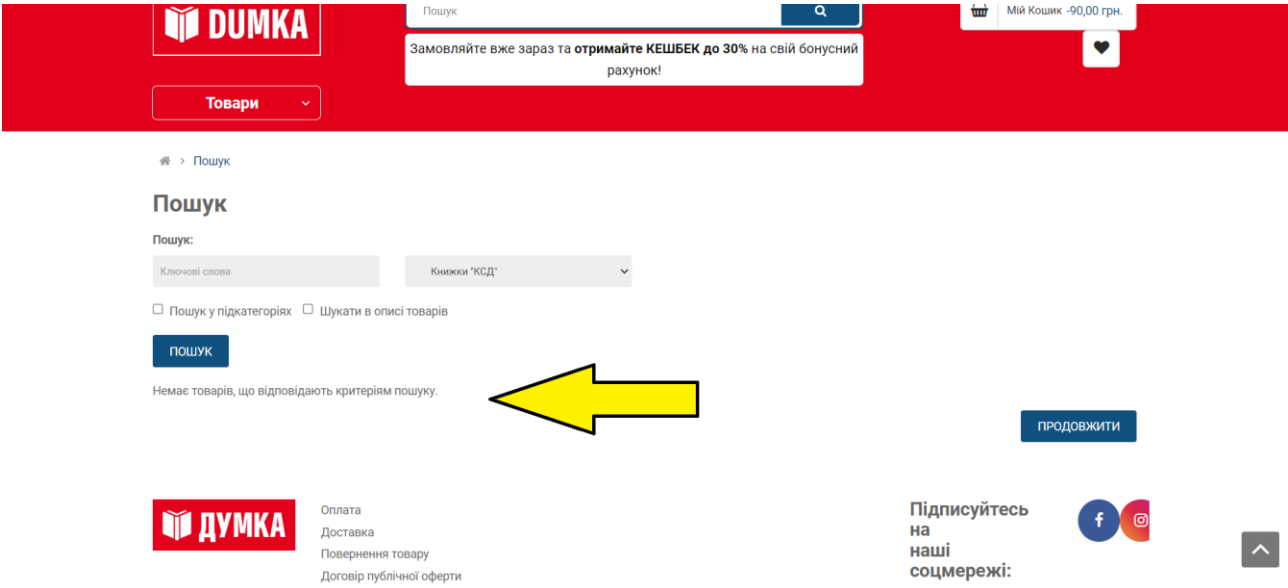 DUMKA
Пошук
Мій Кошик -90,00 грн.
Замовляйте вже зараз та отримайте КЕШБЕК до 30% на свій бонусний
рахунок!
Товари
Пошук
Пошук
Пошук:
Ключові слова
Книжки "КСД"
Пошук у підкатегоріях
Шукати в описі товарів
ПОШУК
Немає товарів, що відповідають критеріям пошуку.
ПРОДОВЖИТИ
ДУМКА
Оплата
Доставка
Повернення товару
Договір публічної оферти
Підписуйтесь
на
наші
соцмережі: